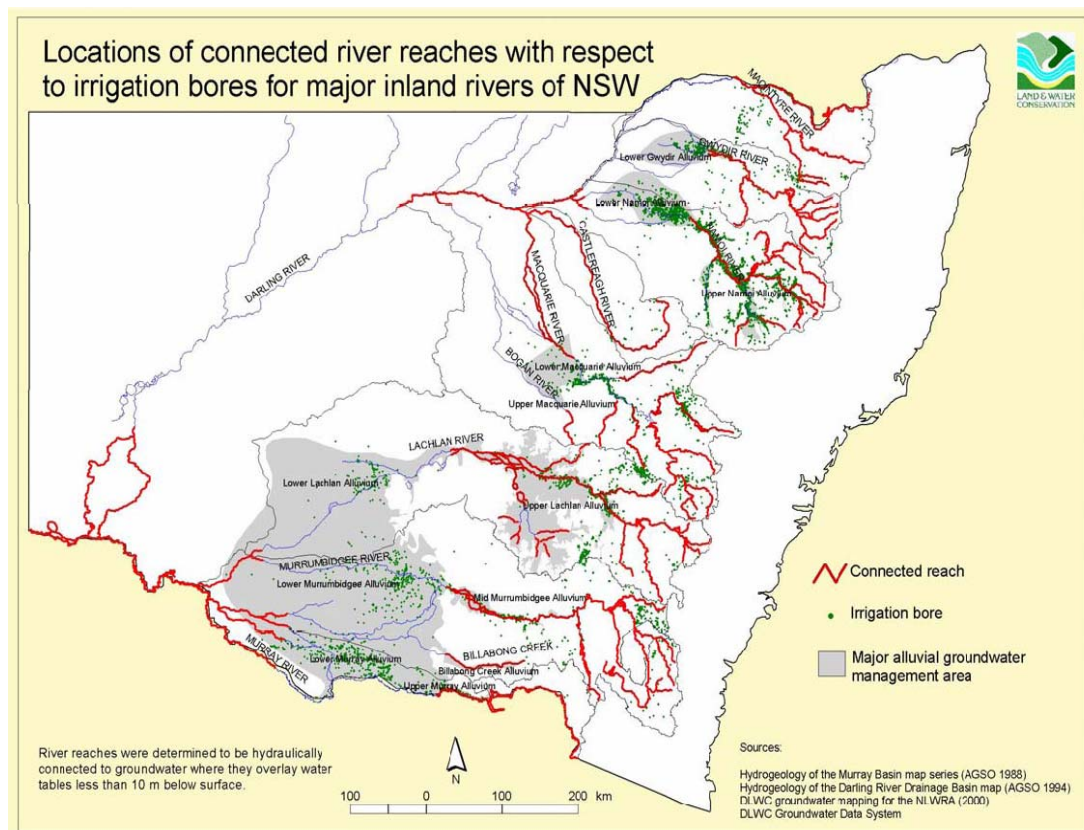 Locations of connected river reaches with respect
to irrigation bores for major inland rivers of NSW
LAND & WATER
CONSERVATION
MACINTYRE RIVER
GWYDIR RIVER
Lower Gwydir Alluvium
Lower Namoi Alluvium
NAMOI RIVER
CASTLEREAGH RIVER
MACQUARIE RIVER
DARLING RIVER
Upper Namoi Alluvium
Lower Macquarie Alluvium
BOGAN RIVER
Upper Macquarie Alluvium
LACHLAN RIVER
Lower Lachlan Alluvium
Upper Lachlan Alluvium
MURRUMBIDGEE RIVER
Lower Murrumbidgee Alluvium
Mid Murrumbidgee Alluvium
BILLABONG CREEK
Lower Murray Alluvium
Billabong Creek Alluvium
MURRAY RIVER
Upper Murray Alluvium
Connected reach
Irrigation bore
Major alluvial groundwater
management area
River reaches were determined to be hydraulically
connected to groundwater where they overlay water
tables less than 10 m below surface.
N
100 0 100 200 km
Sources:
Hydrogeology of the Murray Basin map series (AGSO 1988)
Hydrogeology of the Darling River Drainage Basin map (AGSO 1994)
DLWC groundwater mapping for the NLWRA (2000)
DLWC Groundwater Data System